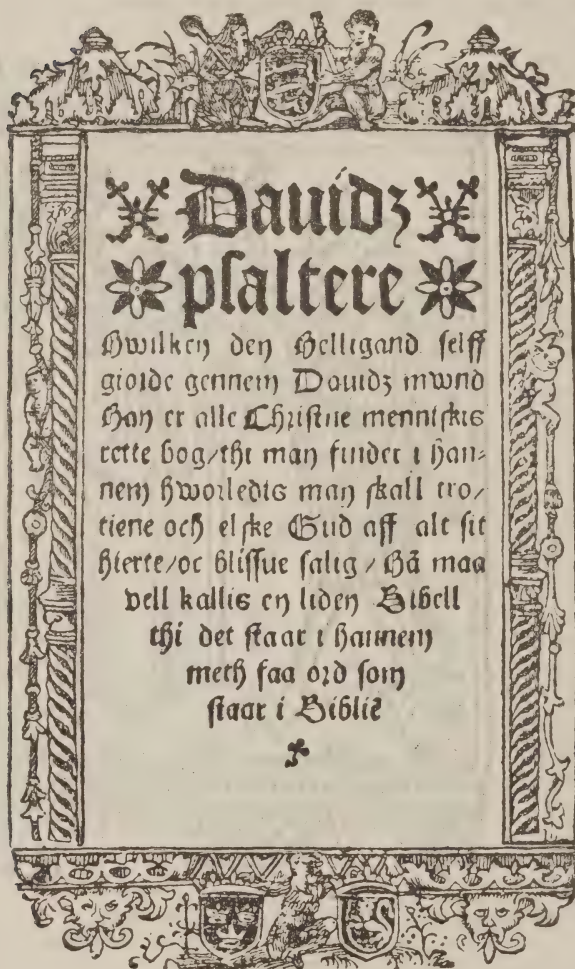 Dauidz
psaltere
Hwilken den Helligand selff
giorde gennem Dauidz mwnd
Han er alle Christne menniskis
rette bog/thi man finder i han⸗
nem hworledis man skall tro/
tiene och elske Gud aff alt sit
hierte/oc bliffue salig / Hā maa
vell kallis en liden Bibell
thi det staar i hannem
meth faa ord som
staar i Bibliē